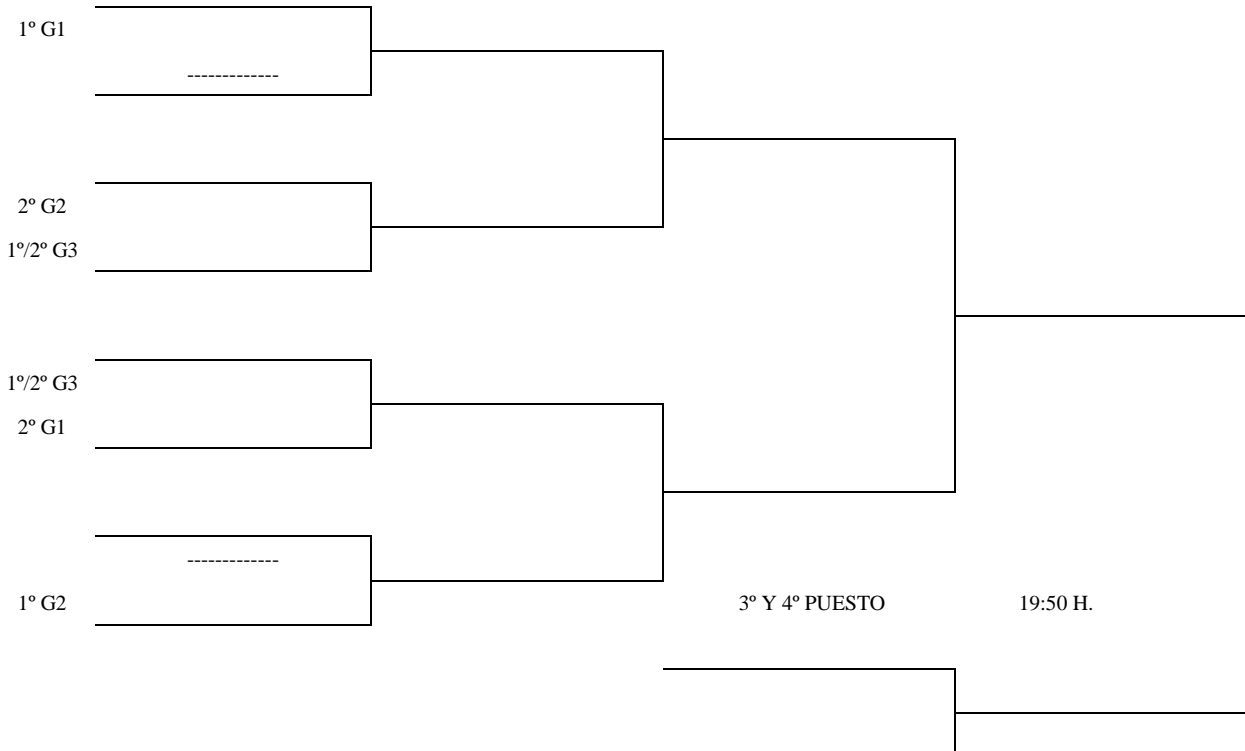 1º G1
-------------
2º G2
1º/2º G3
1º/2º G3
2º G1
-------------
1º G2
3º Y 4º PUESTO 19:50 H.